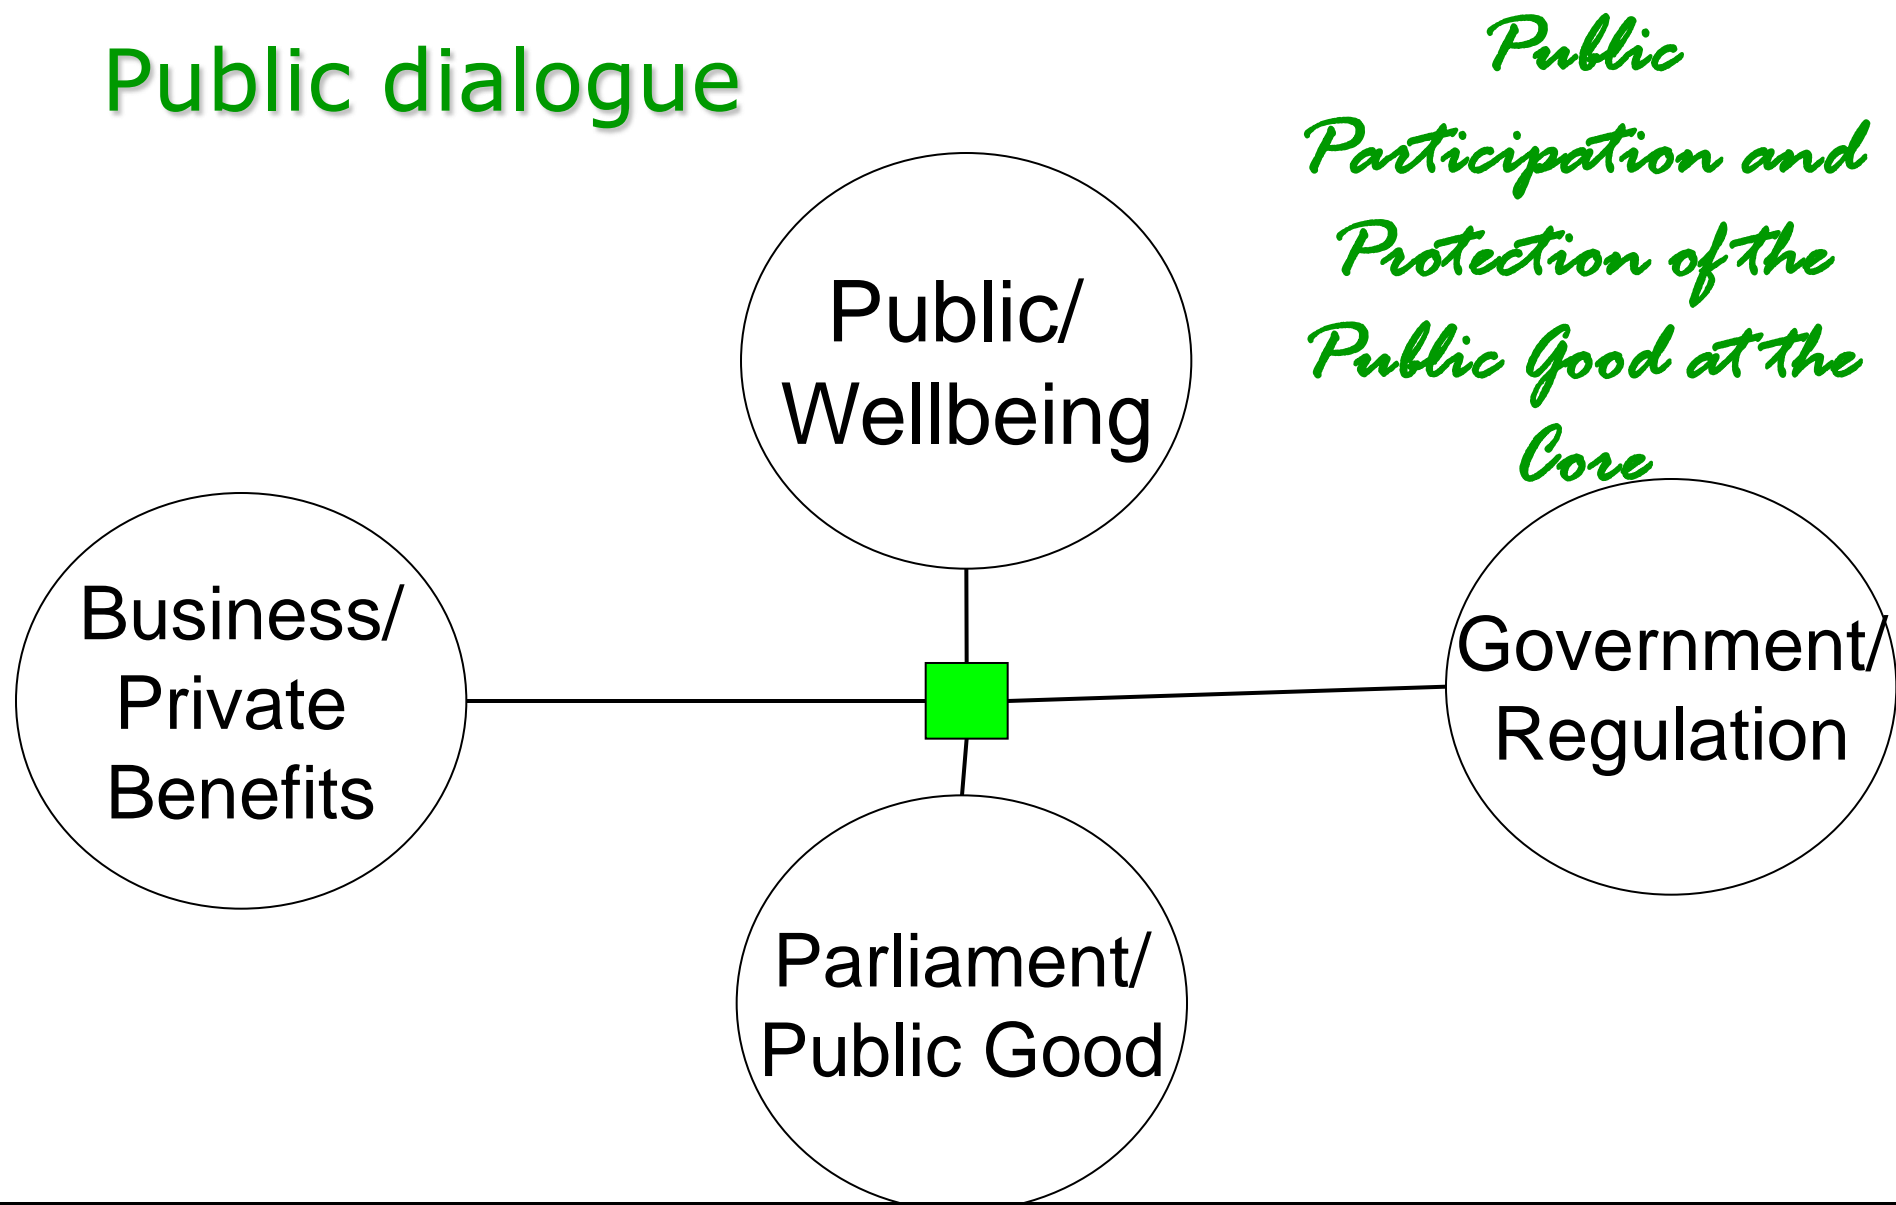 Public dialogue
Public
Participation and
Protection of the
Public Good at the
Core
Public/
Wellbeing
Business/
Private
Benefits
Government/
Regulation
Parliament/
Public Good